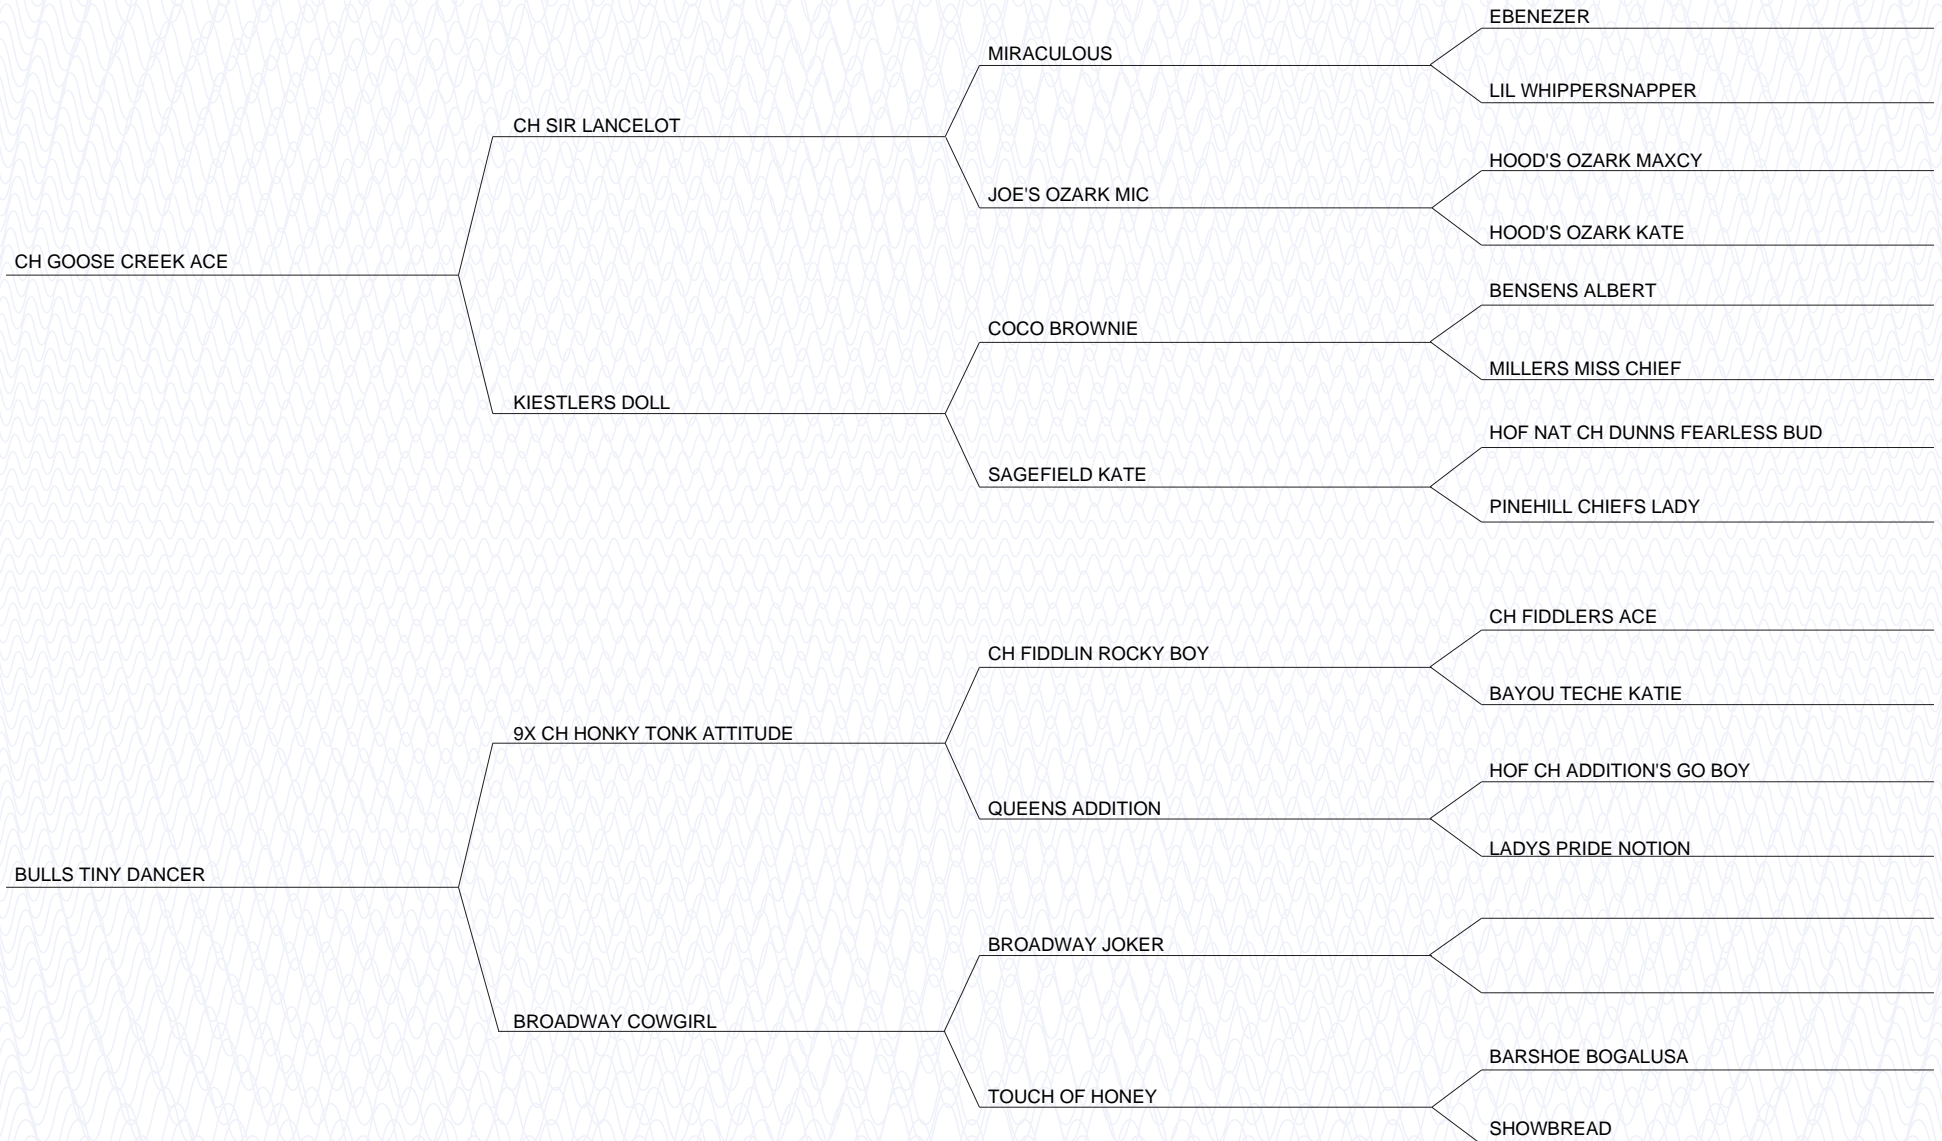 EBENEZER
MIRACULOUS
LIL WHIPPERSNAPPER
CH SIR LANCELOT
HOOD'S OZARK MAXCY
JOE'S OZARK MIC
HOOD'S OZARK KATE
CH GOOSE CREEK ACE
BENSENS ALBERT
COCO BROWNIE
MILLERS MISS CHIEF
KIESTLERS DOLL
HOF NAT CH DUNNS FEARLESS BUD
SAGEFIELD KATE
PINEHILL CHIEFS LADY
CH FIDDLERS ACE
CH FIDDLIN ROCKY BOY
BAYOU TECHE KATIE
9X CH HONKY TONK ATTITUDE
HOF CH ADDITION'S GO BOY
QUEENS ADDITION
LADYS PRIDE NOTION
BULLS TINY DANCER
BROADWAY JOKER
BROADWAY COWGIRL
BARSHOE BOGALUSA
TOUCH OF HONEY
SHOWBREAD